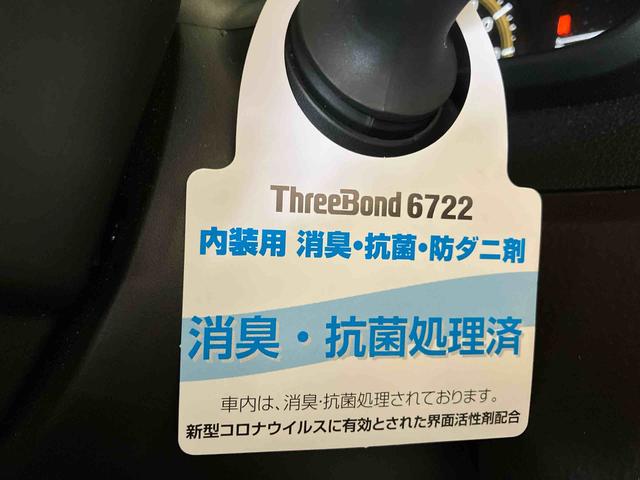 ThreeBond 6722
内装用 消臭・抗菌・防ダニ剤
消臭・抗菌処理済
車内は、消臭・抗菌処理されております。
新型コロナウイルスに有効とされた界面活性剤配合